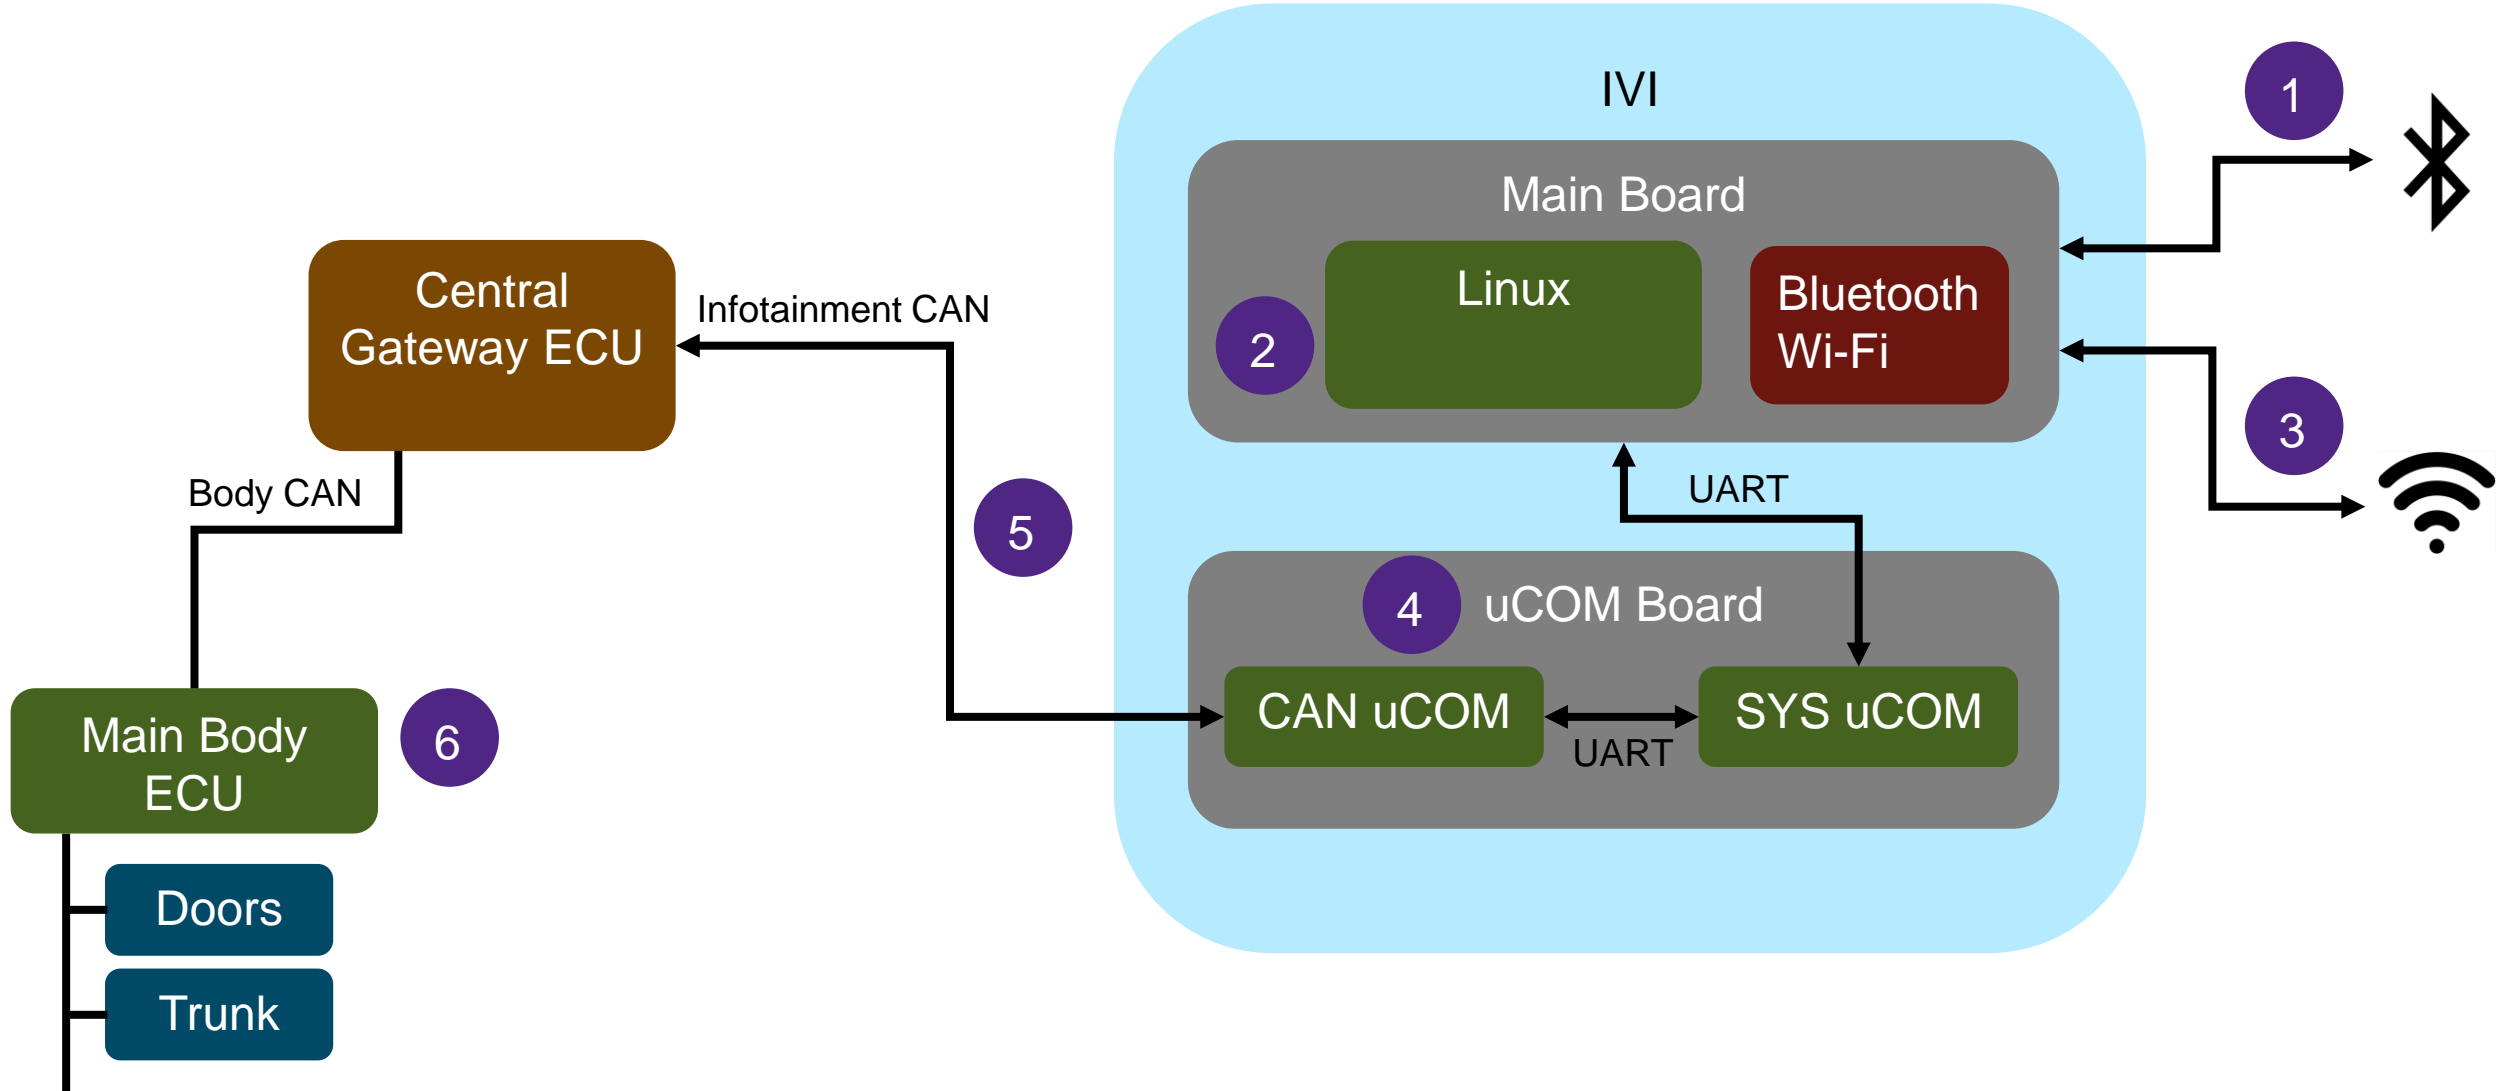 IVI
1
Main Board
Central
Gateway ECU
Infotainment CAN
Linux
Bluetooth
Wi-Fi
2
3
Body CAN
UART
5
4
uCOM Board
CAN uCOM
SYS uCOM
UART
Main Body
ECU
6
Doors
Trunk